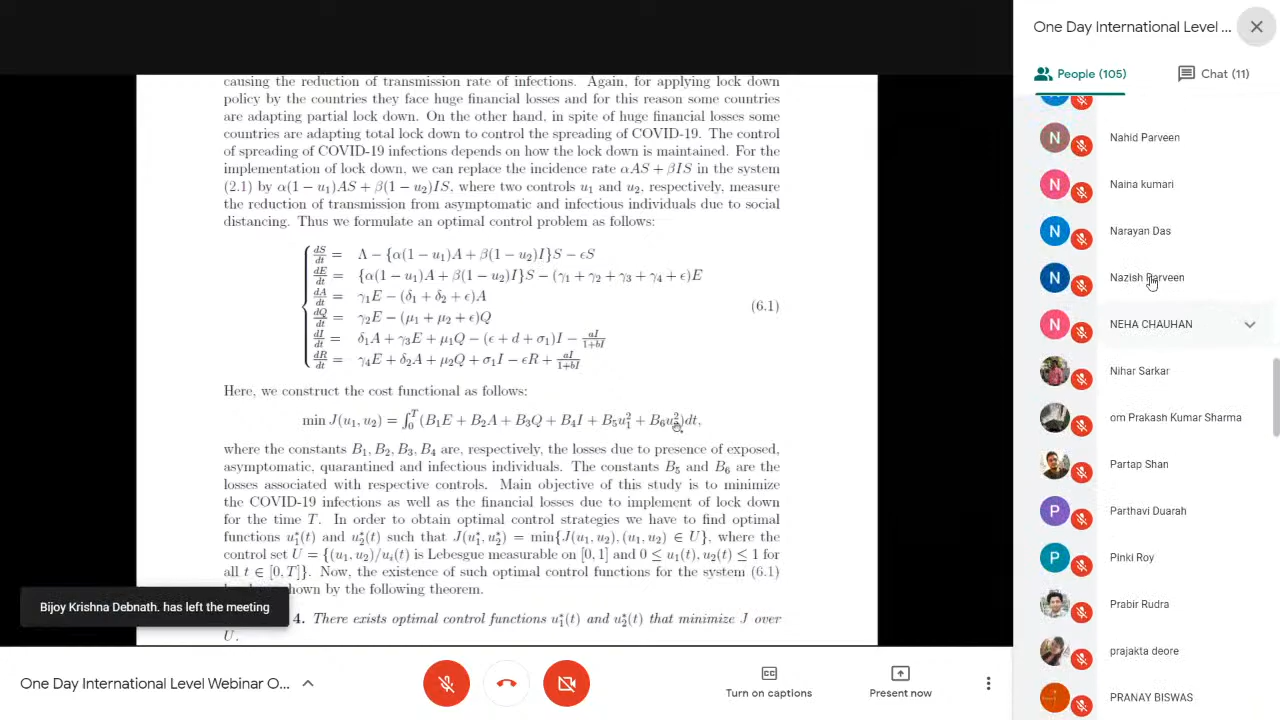 causing the reduction of transmission rate of infections. Again, for applying lock down
policy by the countries they face huge financial losses and for this reason some countries
are adapting partial lock down. On the other hand, in spite of huge financial losses some
countries are adapting total lock down to control the spreading of COVID-19. The control
of spreading of COVID-19 infections depends on how the lock down is maintained. For the
implementation of lock down, we can replace the incidence rate αAS + βIS in the system
(2.1) by α(1 − u₁)AS + β(1 − u₂)IS, where two controls u₁ and u₂, respectively, measure
the reduction of transmission from asymptomatic and infectious individuals due to social
distancing. Thus we formulate an optimal control problem as follows:
dS/dt = Λ − {α(1 − u₁)A + β(1 − u₂)I}S − ϵS
dE/dt = {α(1 − u₁)A + β(1 − u₂)I}S − (γ₁ + γ₂ + γ₃ + γ₄ + ϵ)E
dA/dt = γ₁E − (δ₁ + δ₂ + ϵ)A
(6.1)
dQ/dt = γ₂E − (μ₁ + μ₂ + ϵ)Q
dI/dt = δ₁A + γ₃E + μ₁Q − (ϵ + d + σ₁)I − aI/1+bI
dR/dt = γ₄E + δ₂A + μ₂Q + σ₁I − ϵR + aI/1+bI
Here, we construct the cost functional as follows:
min J(u₁, u₂) = ∫₀ᵀ(B₁E + B₂A + B₃Q + B₄I + B₅u₁² + B₆u₂²)dt,
where the constants B₁, B₂, B₃, B₄ are, respectively, the losses due to presence of exposed,
asymptomatic, quarantined and infectious individuals. The constants B₅ and B₆ are the
losses associated with respective controls. Main objective of this study is to minimize
the COVID-19 infections as well as the financial losses due to implement of lock down
for the time T. In order to obtain optimal control strategies we have to find optimal
functions u₁*(t) and u₂*(t) such that J(u₁*, u₂*) = min{J(u₁, u₂), (u₁, u₂) ∈ U}, where the
control set U = {(u₁, u₂)/uᵢ(t) is Lebesgue measurable on [0, 1] and 0 ≤ u₁(t), u₂(t) ≤ 1 for
all t ∈ [0, T]}. Now, the existence of such optimal control functions for the system (6.1)
hown by the following theorem.
4. There exists optimal control functions u₁*(t) and u₂*(t) that minimize J over
U.
Bijoy Krishna Debnath. has left the meeting
One Day International Level Webinar O...
Turn on captions
Present now
One Day International Level ...
People (105)
Chat (11)
N
Nahid Parveen
N
Naina kumari
N
Narayan Das
N
Nazish Parveen
N
NEHA CHAUHAN
Nihar Sarkar
om Prakash Kumar Sharma
Partap Shan
P
Parthavi Duarah
P
Pinki Roy
Prabir Rudra
prajakta deore
PRANAY BISWAS